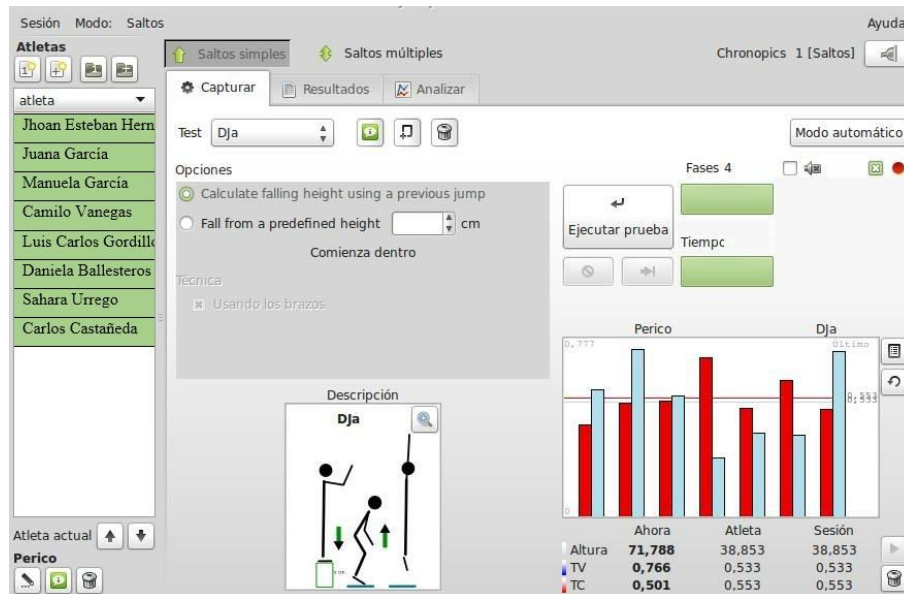 Sesión Modo: Saltos Ayuda
Atletas
Saltos simples Saltos múltiples Chronopics 1 [Saltos]
atleta
Capturar Resultados Analizar
Jhoan Esteban Hern
Juana García
Manuela García
Camilo Vanegas
Luis Carlos Gordillo
Daniela Ballesteros
Sahara Urrego
Carlos Castañeda
Test DJa Modo automático
Opciones
Calculate falling height using a previous jump
Fall from a predefined height cm
Comienza dentro
Técnica
Usando los brazos
Fases 4
Ejecutar prueba
Tiempo
Descripción
DJa
Perico DJa
0,777 Último
0,553
0,533
0
Ahora Atleta Sesión
Altura 71,788 38,853 38,853
TV 0,766 0,533 0,533
TC 0,501 0,553 0,553
Atleta actual
Perico